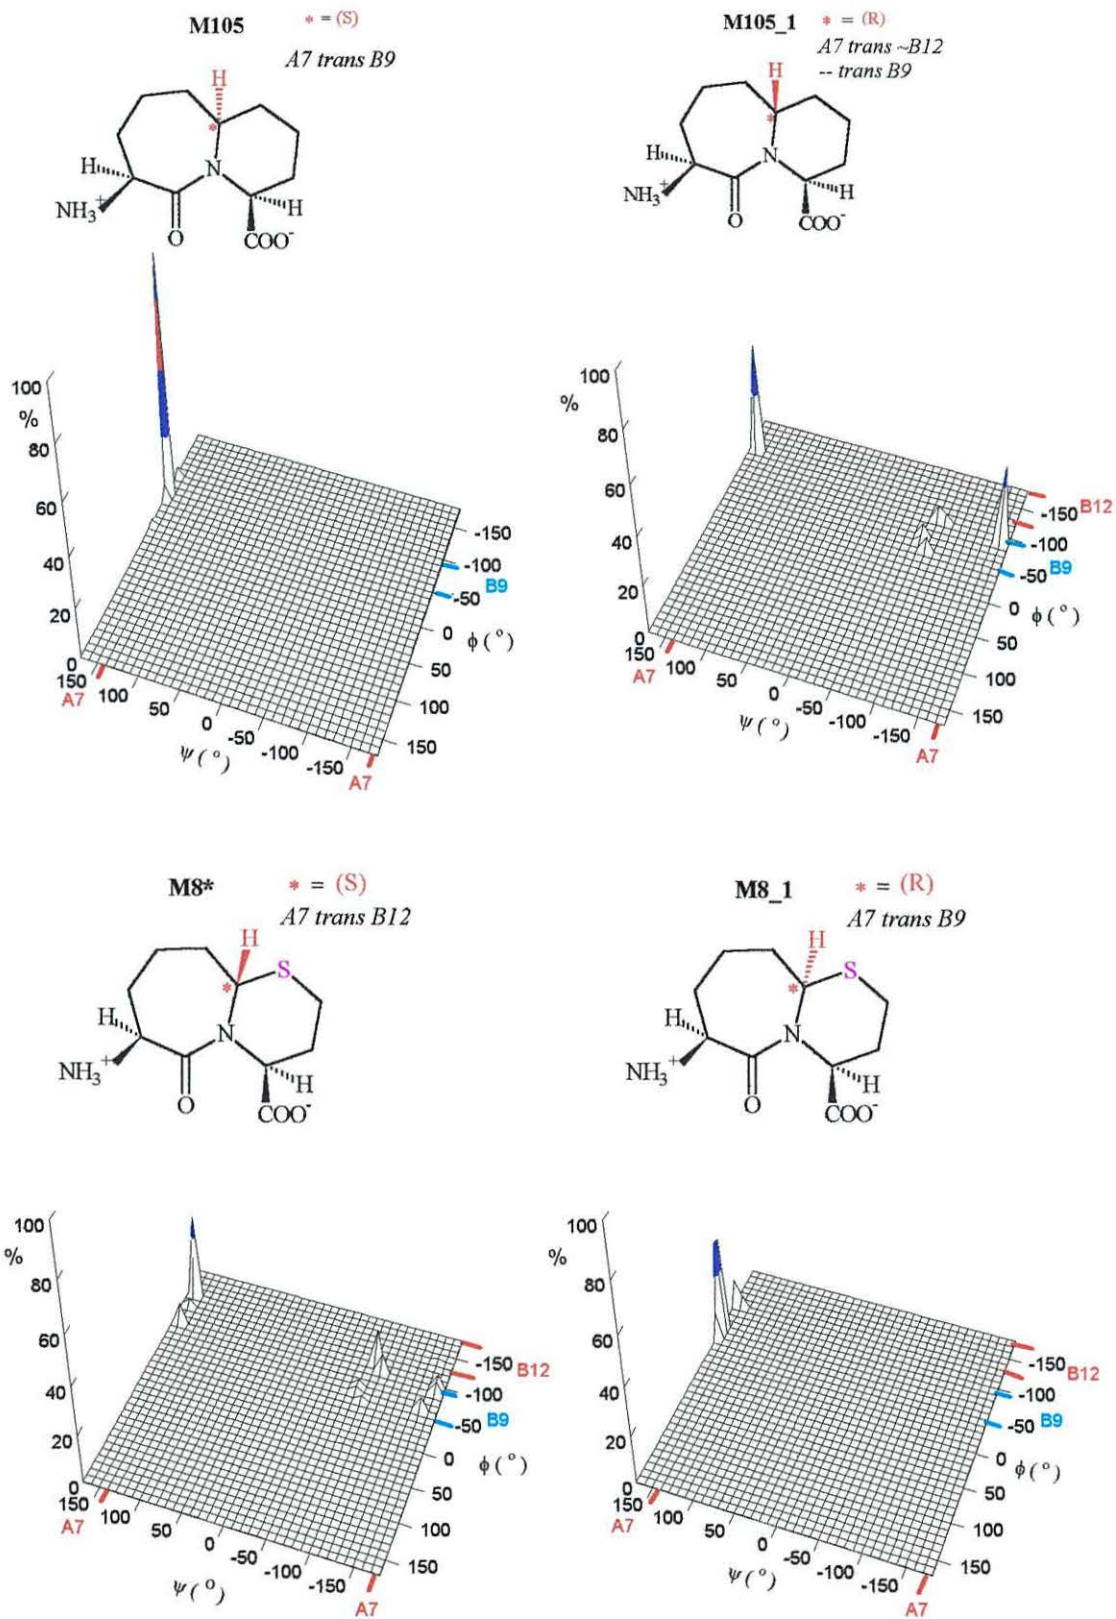 M105 * = (S)
A7 trans B9
H
*
H
N
NH3+
H
O
COO-
100
%
80
60
40
20
0
150
100
50
0
-50
-100
-150
A7
A7
ψ (°)
-150
-100
B9
-50
0
ϕ (°)
50
100
150
M105_1 * = (R)
A7 trans ~B12
-- trans B9
H
*
H
N
NH3+
H
O
COO-
100
%
80
60
40
20
0
150
100
50
0
-50
-100
-150
A7
A7
ψ (°)
-150 B12
-100
-50 B9
0
ϕ (°)
50
100
150
M8* * = (S)
A7 trans B12
H
S
*
H
N
NH3+
H
O
COO-
100
%
80
60
40
20
0
150
100
50
0
-50
-100
-150
A7
A7
ψ (°)
-150 B12
-100
-50 B9
0
ϕ (°)
50
100
150
M8_1 * = (R)
A7 trans B9
H
S
*
H
N
NH3+
H
O
COO-
100
%
80
60
40
20
0
150
100
50
0
-50
-100
-150
A7
A7
ψ (°)
-150 B12
-100
-50 B9
0
ϕ (°)
50
100
150